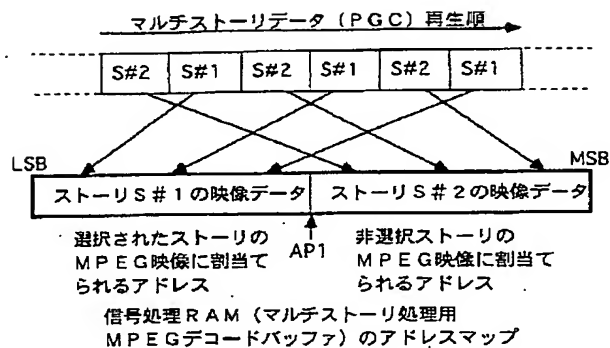 マルチストーリデータ（ＰＧＣ）再生順
S#2 S#1 S#2 S#1 S#2 S#1
LSB MSB
ストーリＳ＃１の映像データ ストーリＳ＃２の映像データ
選択されたストーリの
ＭＰＥＧ映像に割当て
られるアドレス
AP1
非選択ストーリの
ＭＰＥＧ映像に割当て
られるアドレス
信号処理ＲＡＭ（マルチストーリ処理用
ＭＰＥＧデコードバッファ）のアドレスマップ